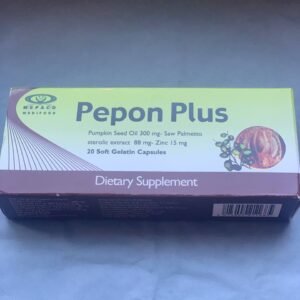 MEPACO
MEDIFOOD
Pepon Plus
Pumpkin Seed Oil 300 mg- Saw Palmetto
sterolic extract 88 mg- Zinc 15 mg
20 Soft Gelatin Capsules
Dietary Supplement